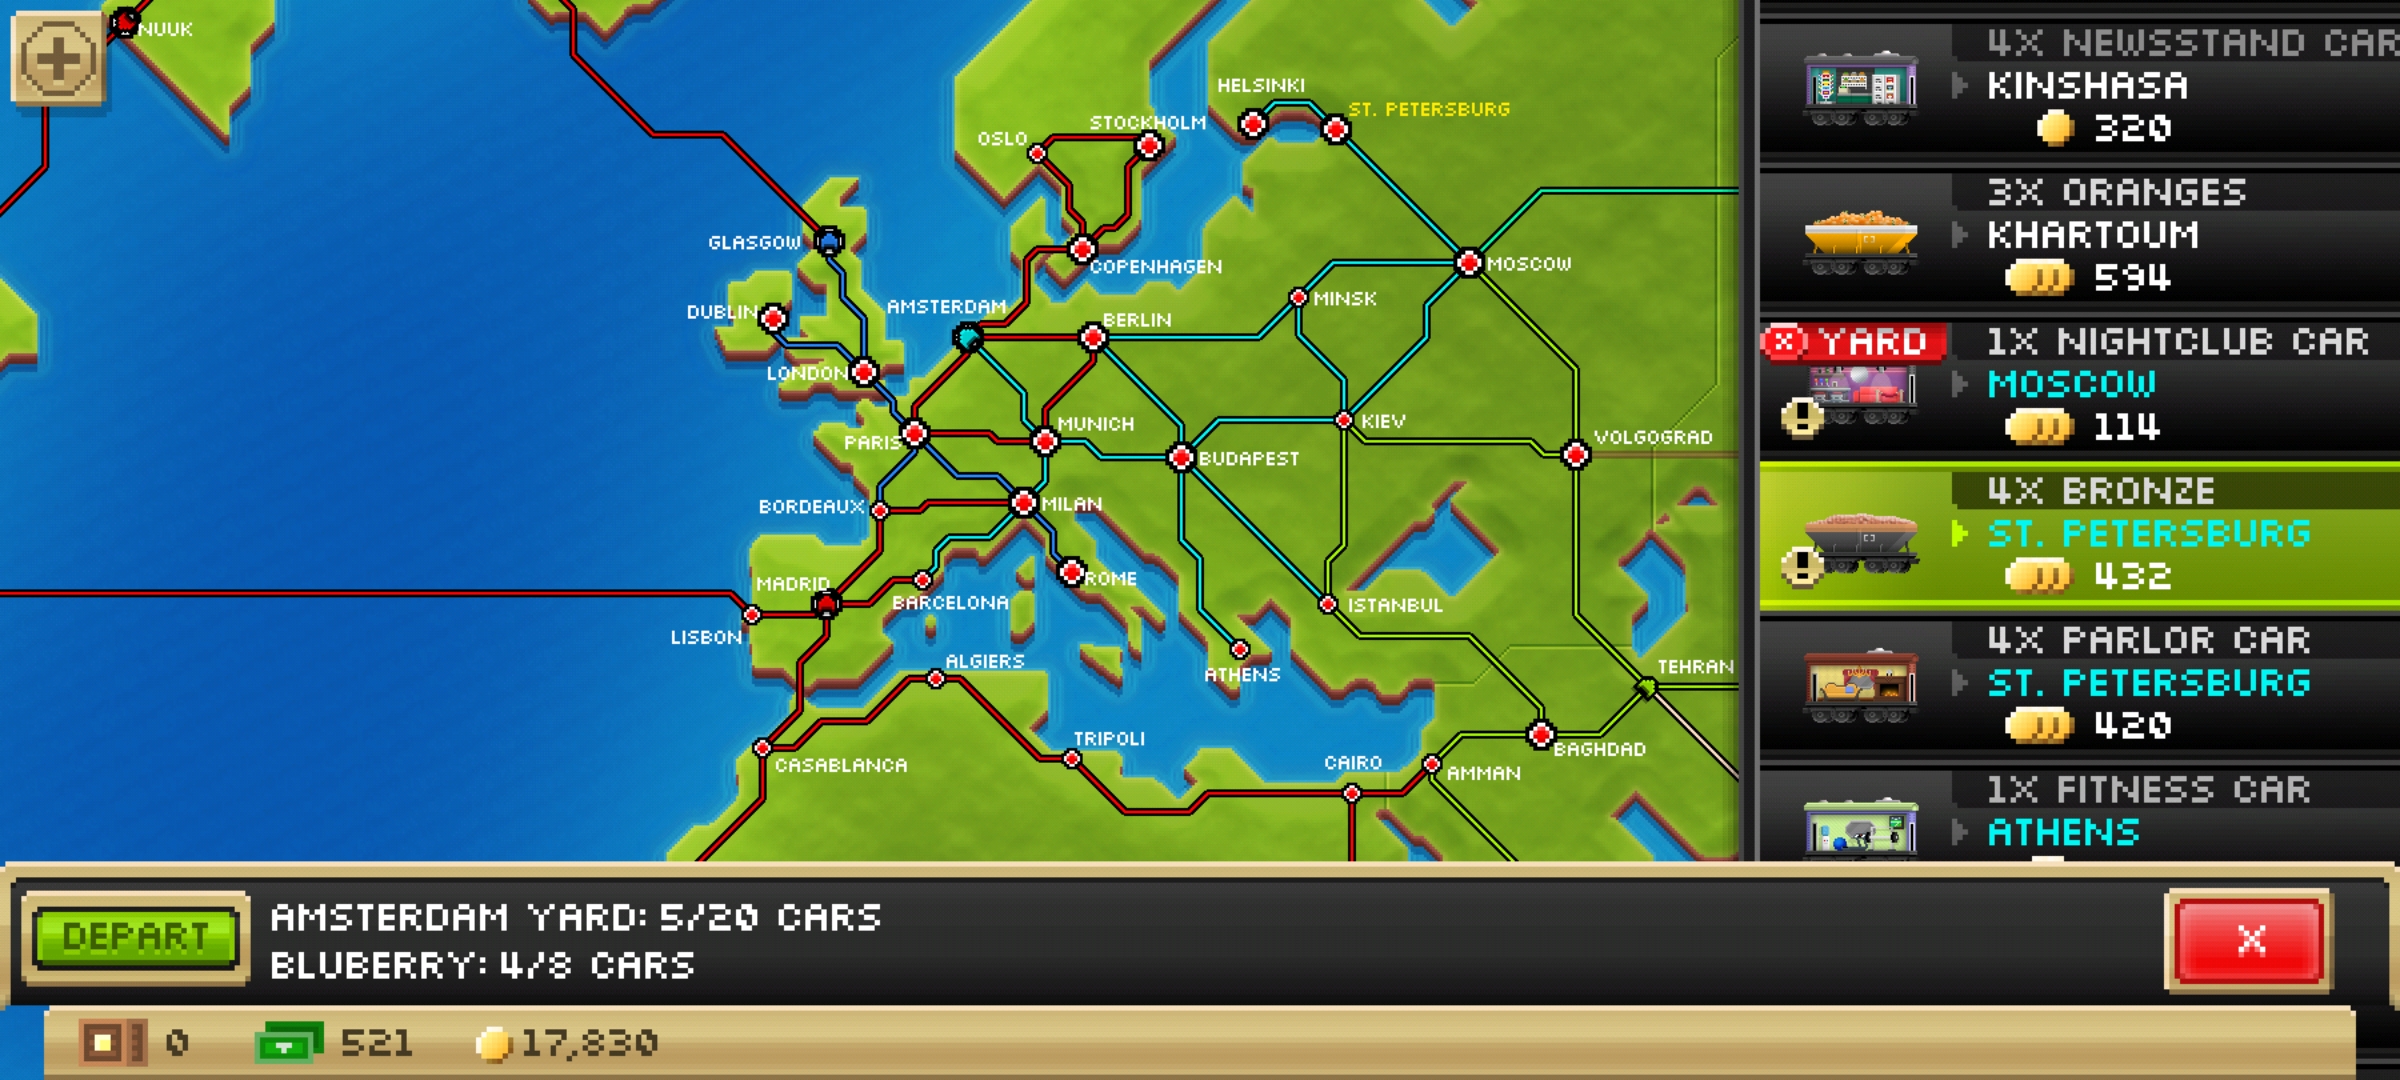 NUUK
HELSINKI
ST. PETERSBURG
STOCKHOLM
OSLO
GLASGOW
COPENHAGEN
MOSCOW
MINSK
DUBLIN
AMSTERDAM
BERLIN
LONDON
MUNICH
KIEV
PARIS
VOLGOGRAD
BUDAPEST
BORDEAUX
MILAN
MADRID
ROME
BARCELONA
ISTANBUL
LISBON
ALGIERS
ATHENS
TEHRAN
TRIPOLI
CASABLANCA
CAIRO
BAGHDAD
AMMAN
4X NEWSSTAND CAR
KINSHASA
320
3X ORANGES
KHARTOUM
594
X YARD
1X NIGHTCLUB CAR
MOSCOW
! 114
4X BRONZE
ST. PETERSBURG
! 432
4X PARLOR CAR
ST. PETERSBURG
420
1X FITNESS CAR
ATHENS
DEPART
AMSTERDAM YARD: 5/20 CARS
BLUBERRY: 4/8 CARS
X
0 521 17,830